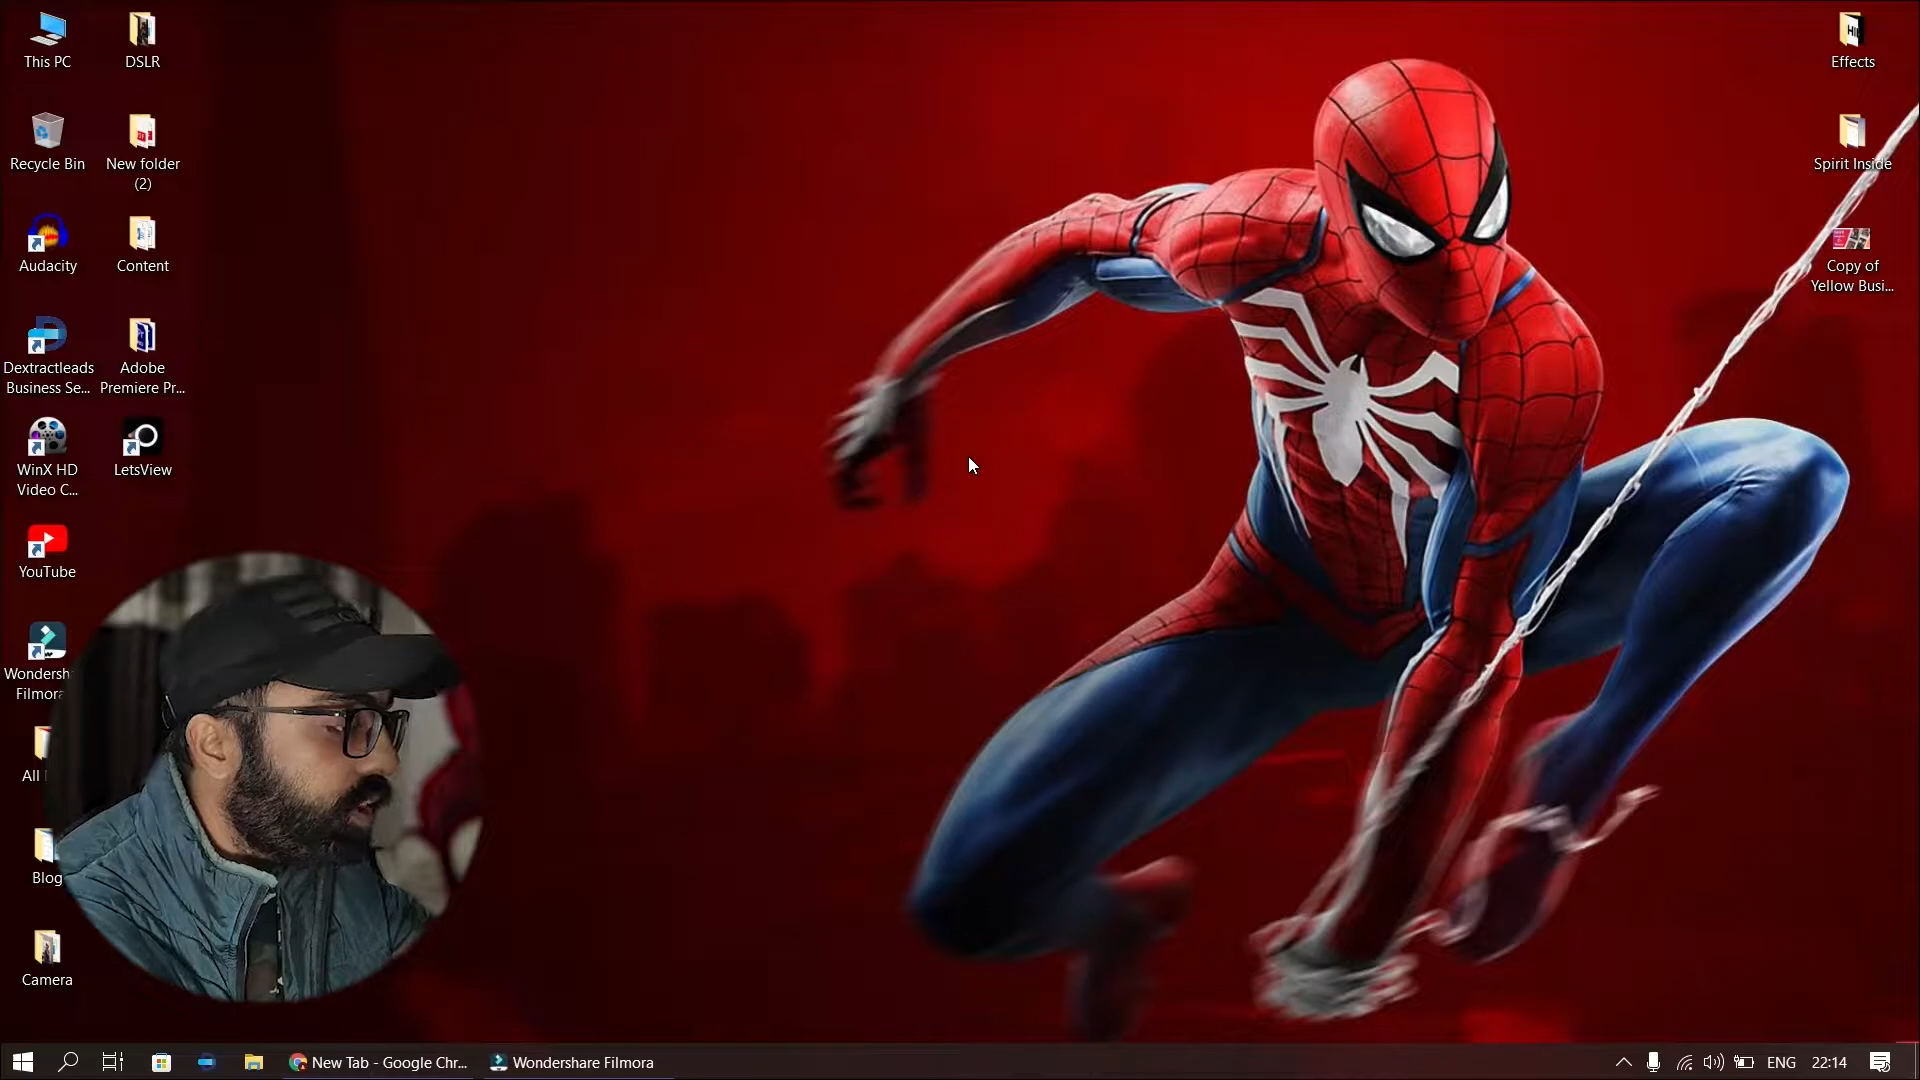 This PC
DSLR
Recycle Bin
New folder
(2)
Audacity
Content
Dextractleads
Business Se...
Adobe
Premiere Pr...
WinX HD
Video C...
LetsView
YouTube
Filmora
All
Blog
Camera
Effects
Spirit Inside
Copy of
Yellow Busi...
New Tab - Google Chr...
Wondershare Filmora
ENG
22:14